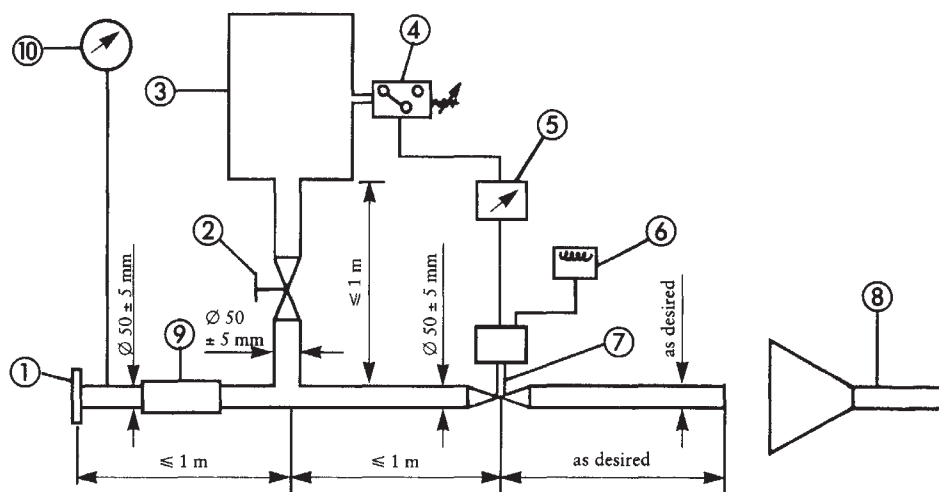 ⑩
③
④
⑤
②
⑥
⩽ 1 m
Ø 50 ± 5 mm
Ø 50 ± 5 mm
as desired
⑨
Ø 50
± 5 mm
⑦
⑧
①
⩽ 1 m
⩽ 1 m
as desired